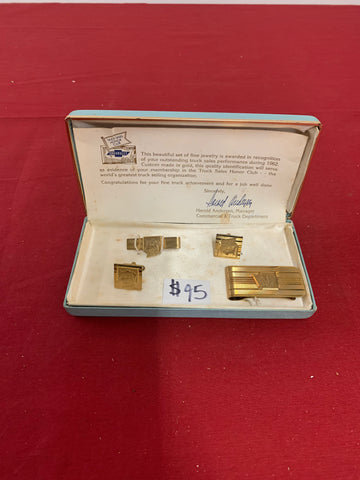 This beautiful set of fine jewelry is awarded in recognition
of your outstanding truck sales performance during 1962.
Custom made in gold, this quality identification will serve
as evidence of your membership in the Truck Sales Honor Club - the
world's greatest truck selling organization.
Congratulations for your fine truck achievement and for a job well done.
Sincerely,
Harold Andersen, Manager
Commercial & Truck Department
$95